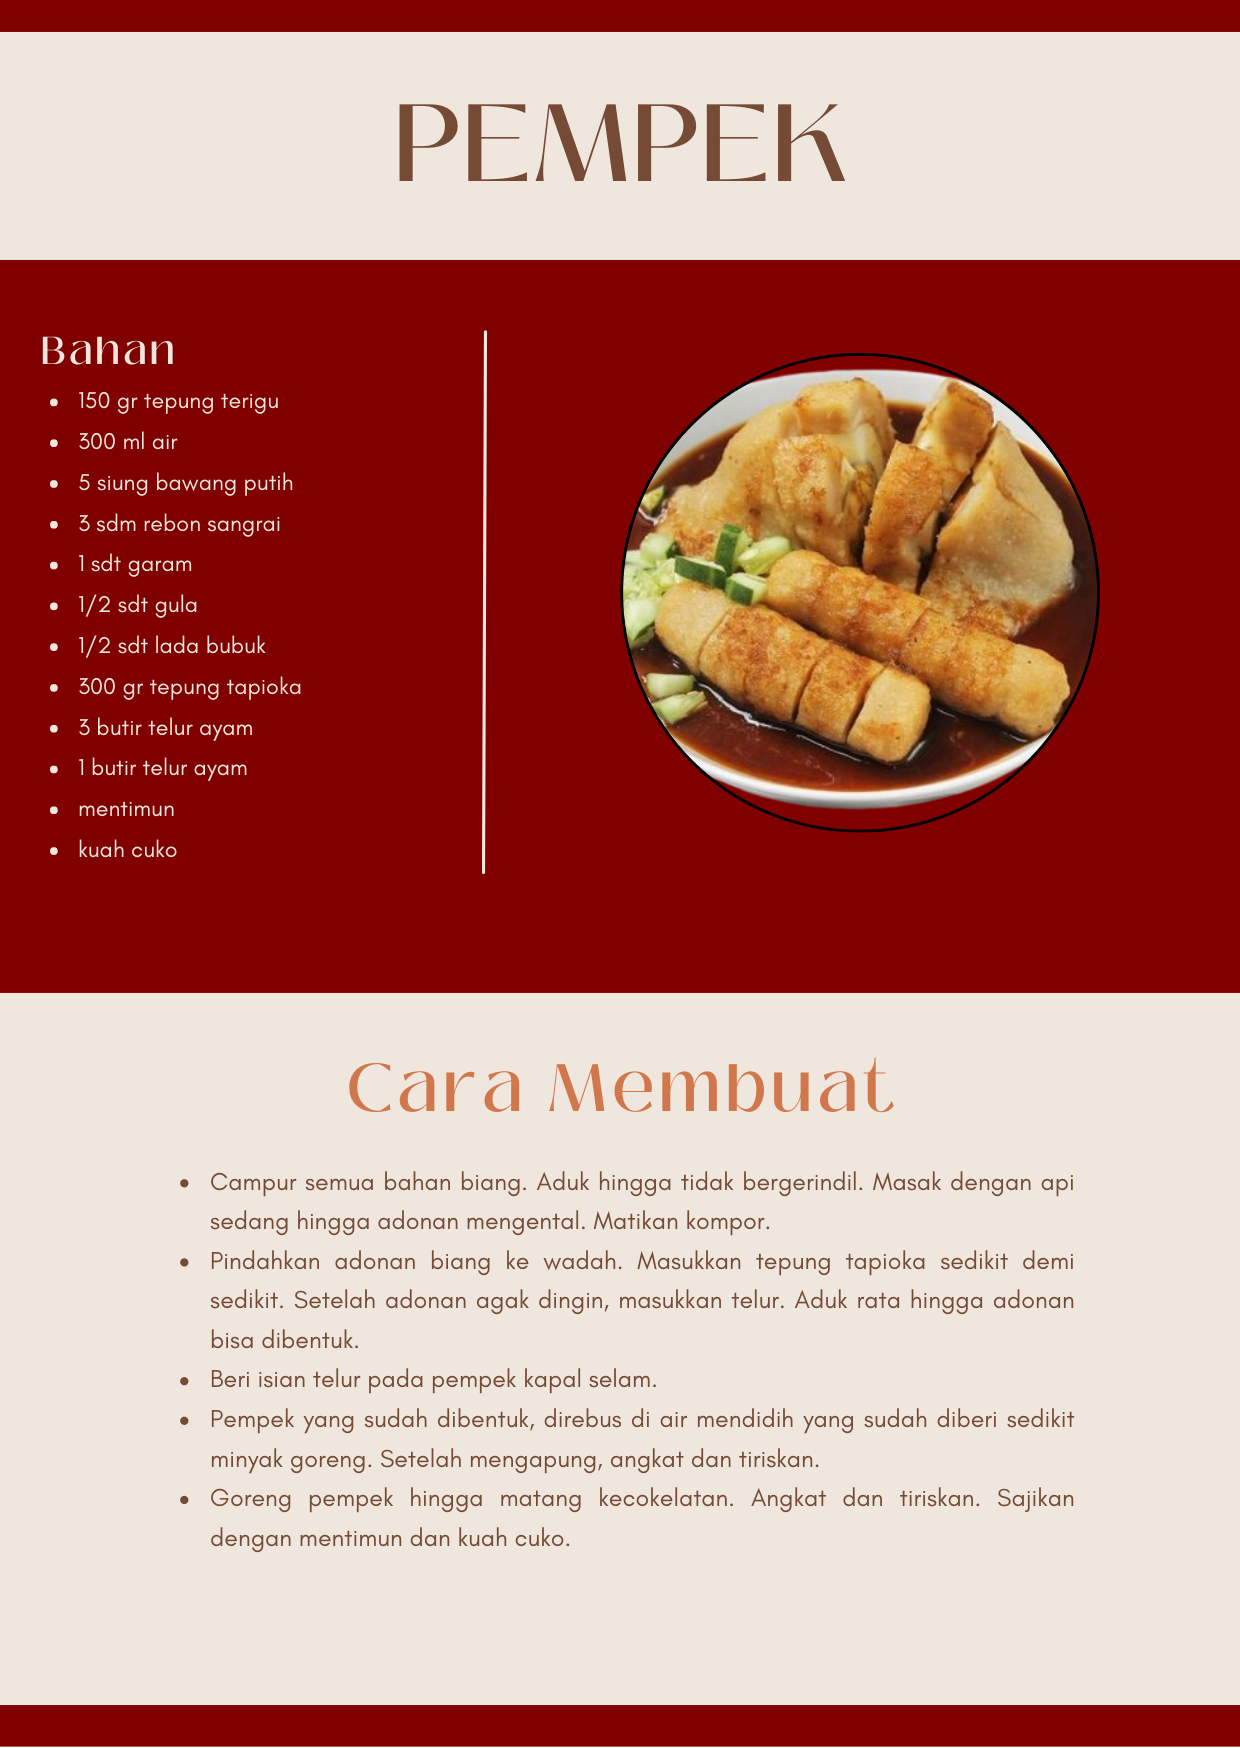 PEMPEK
Bahan
• 150 gr tepung terigu
• 300 ml air
• 5 siung bawang putih
• 3 sdm rebon sangrai
• 1 sdt garam
• 1/2 sdt gula
• 1/2 sdt lada bubuk
• 300 gr tepung tapioka
• 3 butir telur ayam
• 1 butir telur ayam
• mentimun
• kuah cuko
Cara Membuat
• Campur semua bahan biang. Aduk hingga tidak bergerindil. Masak dengan api
sedang hingga adonan mengental. Matikan kompor.
• Pindahkan adonan biang ke wadah. Masukkan tepung tapioka sedikit demi
sedikit. Setelah adonan agak dingin, masukkan telur. Aduk rata hingga adonan
bisa dibentuk.
• Beri isian telur pada pempek kapal selam.
• Pempek yang sudah dibentuk, direbus di air mendidih yang sudah diberi sedikit
minyak goreng. Setelah mengapung, angkat dan tiriskan.
• Goreng pempek hingga matang kecokelatan. Angkat dan tiriskan. Sajikan
dengan mentimun dan kuah cuko.